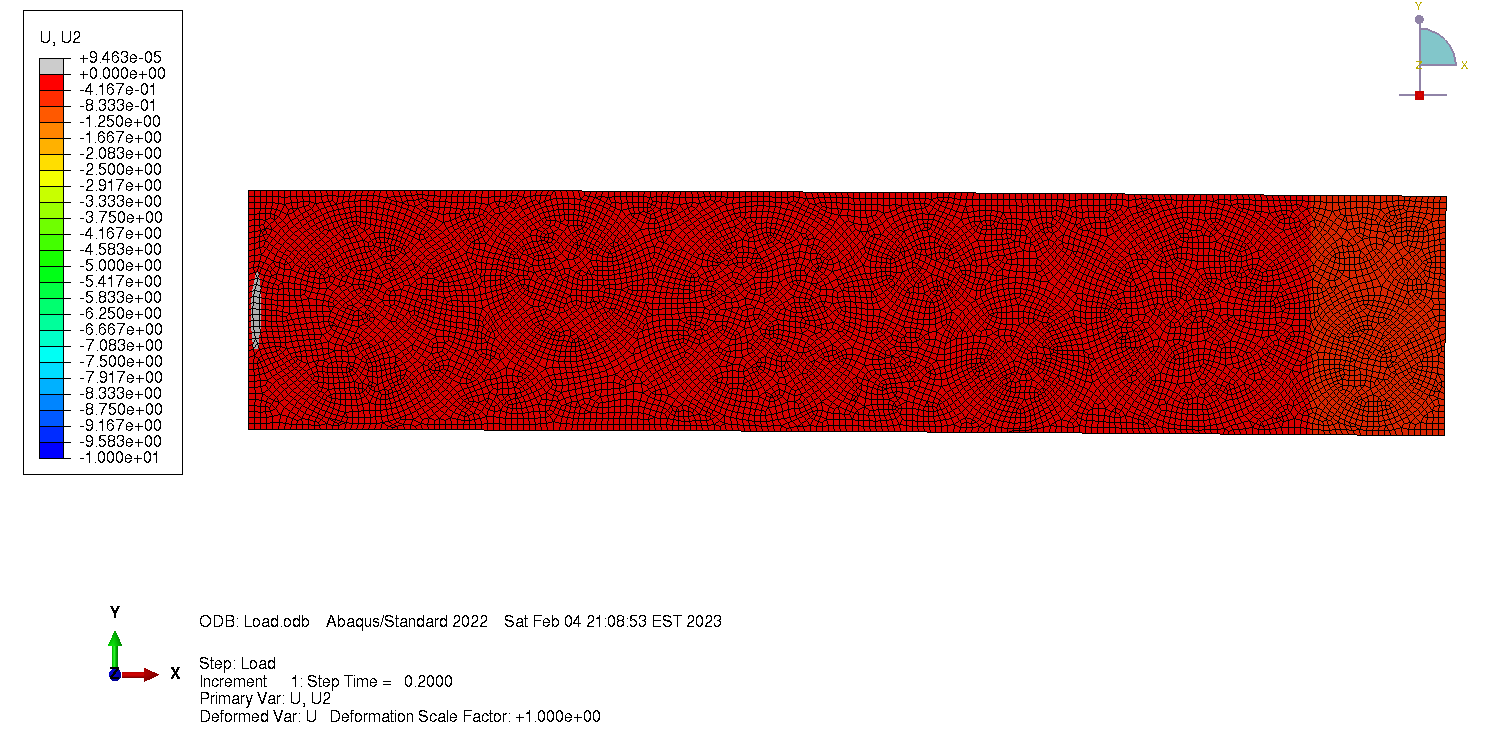 U, U2
+9.463e-05
+0.000e+00
-4.167e-01
-8.333e-01
-1.250e+00
-1.667e+00
-2.083e+00
-2.500e+00
-2.917e+00
-3.333e+00
-3.750e+00
-4.167e+00
-4.583e+00
-5.000e+00
-5.417e+00
-5.833e+00
-6.250e+00
-6.667e+00
-7.083e+00
-7.500e+00
-7.917e+00
-8.333e+00
-8.750e+00
-9.167e+00
-9.583e+00
-1.000e+01
Y
Z X
Y
Z X
ODB: Load.odb Abaqus/Standard 2022 Sat Feb 04 21:08:53 EST 2023
Step: Load
Increment 1: Step Time = 0.2000
Primary Var: U, U2
Deformed Var: U Deformation Scale Factor: +1.000e+00